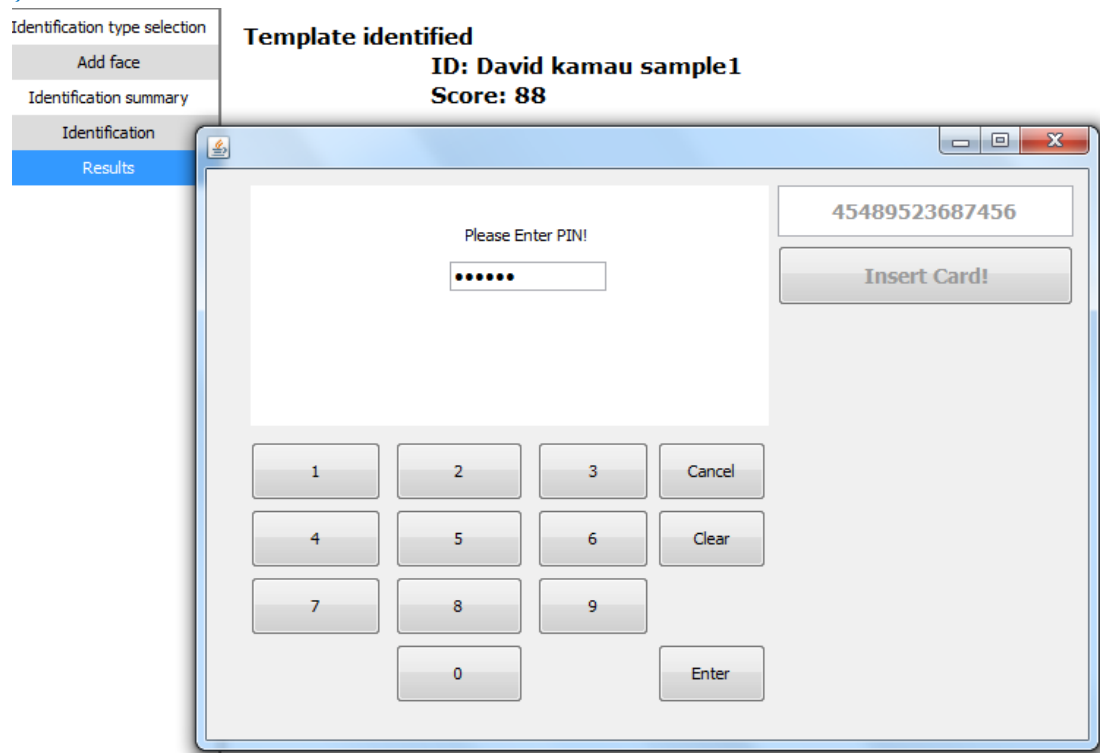 Identification type selection
Add face
Identification summary
Identification
Results
Template identified
ID: David kamau sample1
Score: 88
Please Enter PIN!
••••••
45489523687456
Insert Card!
1 2 3 Cancel
4 5 6 Clear
7 8 9
0 Enter